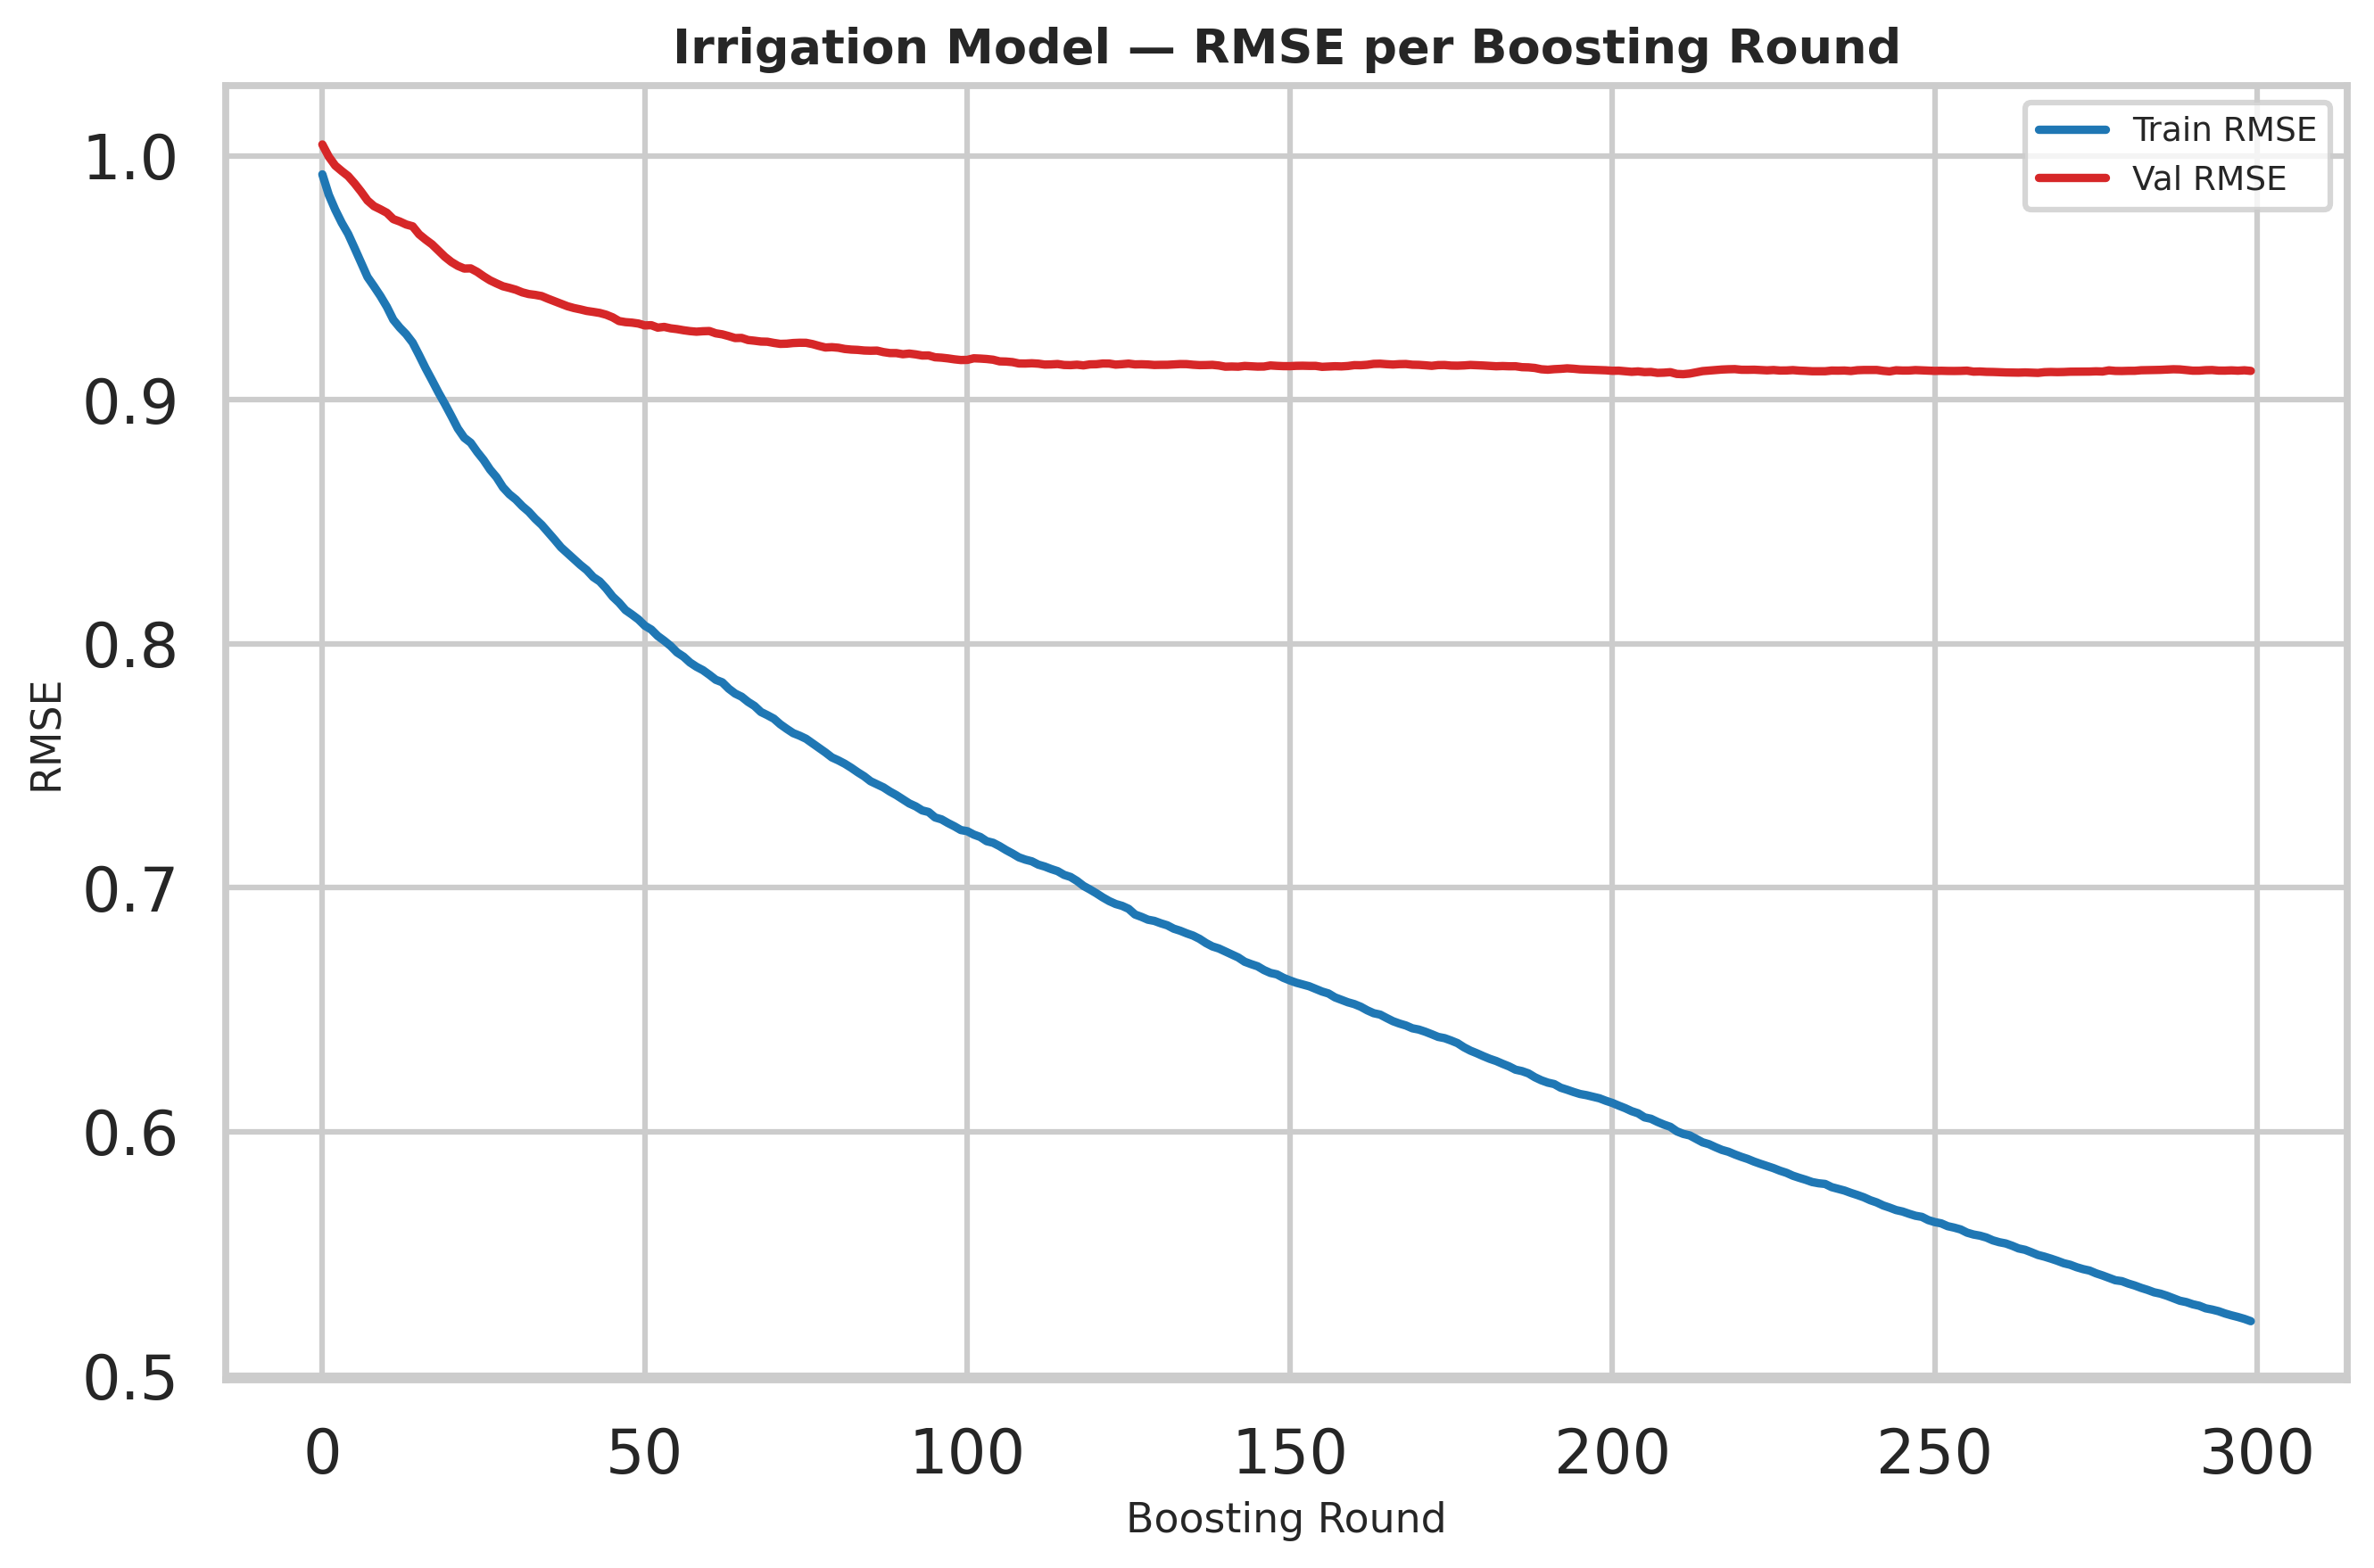 Irrigation Model — RMSE per Boosting Round
Train RMSE
Val RMSE
1.0
0.9
0.8
0.7
0.6
0.5
RMSE
0 50 100 150 200 250 300
Boosting Round